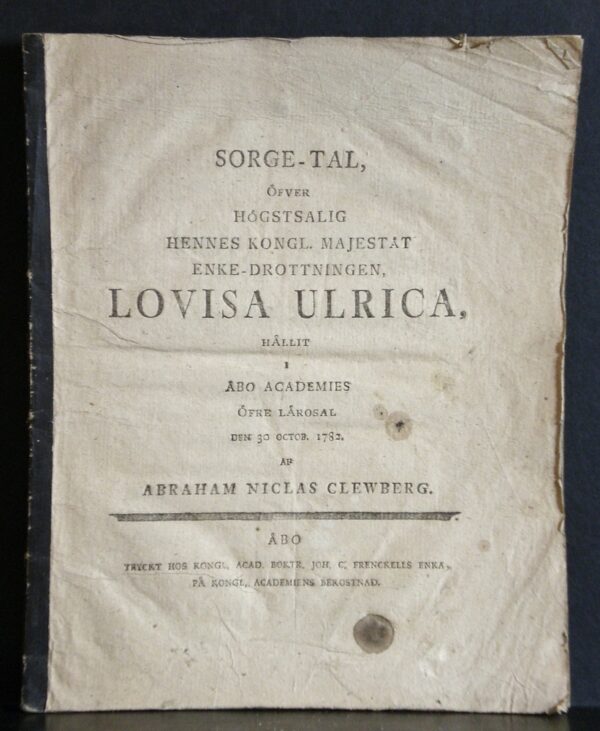 SORGE-TAL,
ÖFVER
HÖGSTSALIG
HENNES KONGL. MAJESTÄT
ENKE-DROTTNINGEN,
LOVISA ULRICA,
HÅLLIT
I
ÅBO ACADEMIES
ÖFRE LÄROSAL
DEN 30 OCTOB. 1782.
AF
ABRAHAM NICLAS CLEWBERG.
ÅBO
TRYCKT HOS KONGL. ACAD. BOKTR. JOH. C. FRENCKELLS ENKA,
PÅ KONGL. ACADEMIENS BEKOSTNAD.